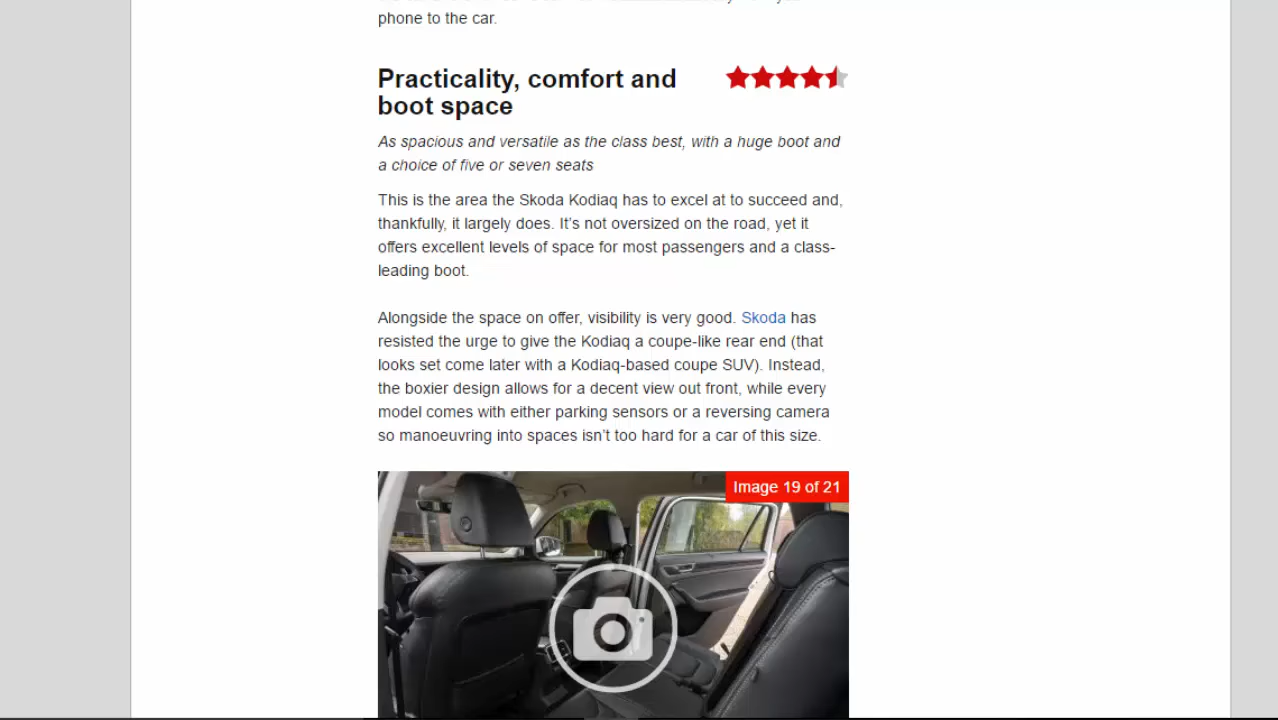 phone to the car.
Practicality, comfort and
boot space
As spacious and versatile as the class best, with a huge boot and
a choice of five or seven seats
This is the area the Skoda Kodiaq has to excel at to succeed and,
thankfully, it largely does. It’s not oversized on the road, yet it
offers excellent levels of space for most passengers and a class-
leading boot.
Alongside the space on offer, visibility is very good. Skoda has
resisted the urge to give the Kodiaq a coupe-like rear end (that
looks set come later with a Kodiaq-based coupe SUV). Instead,
the boxier design allows for a decent view out front, while every
model comes with either parking sensors or a reversing camera
so manoeuvring into spaces isn’t too hard for a car of this size.
Image 19 of 21